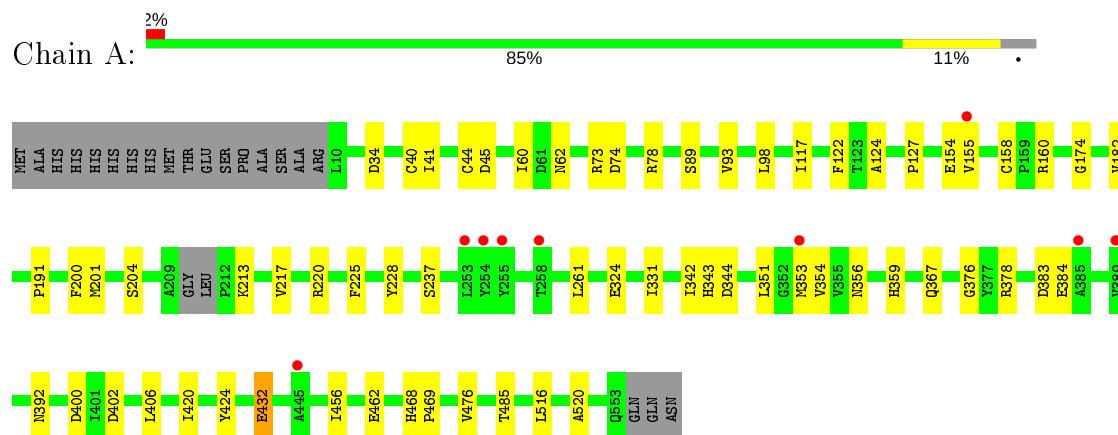 2%
Chain A:
85% 11% •
MET ALA HIS HIS HIS HIS HIS HIS MET THR GLU SER PRO ALA SER ALA ARG L10 D34 C40 I41 C44 D45 I60 D61 N62 R73 D74 R78 S89 V93 L98 I117 F122 T123 A124 P127 E154 V155 C158 P159 R160 G174
P191 F200 M201 S204 A209 GLY LEU P212 K213 V217 R220 F225 Y228 S237 L253 Y254 Y255 T258 L261 E324 I331 I342 H343 D344 L351 G352 M353 V354 V355 N356 H359 Q367 G376 Y377 R378 D383 E384 A385
N392 D400 I401 D402 L406 I420 Y424 E432 A445 I456 E462 H468 P469 V476 T485 L516 A520 Q553 GLN GLN ASN